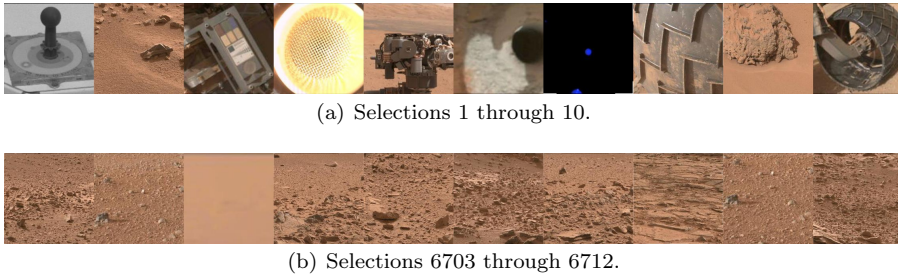 (a) Selections 1 through 10.
(b) Selections 6703 through 6712.